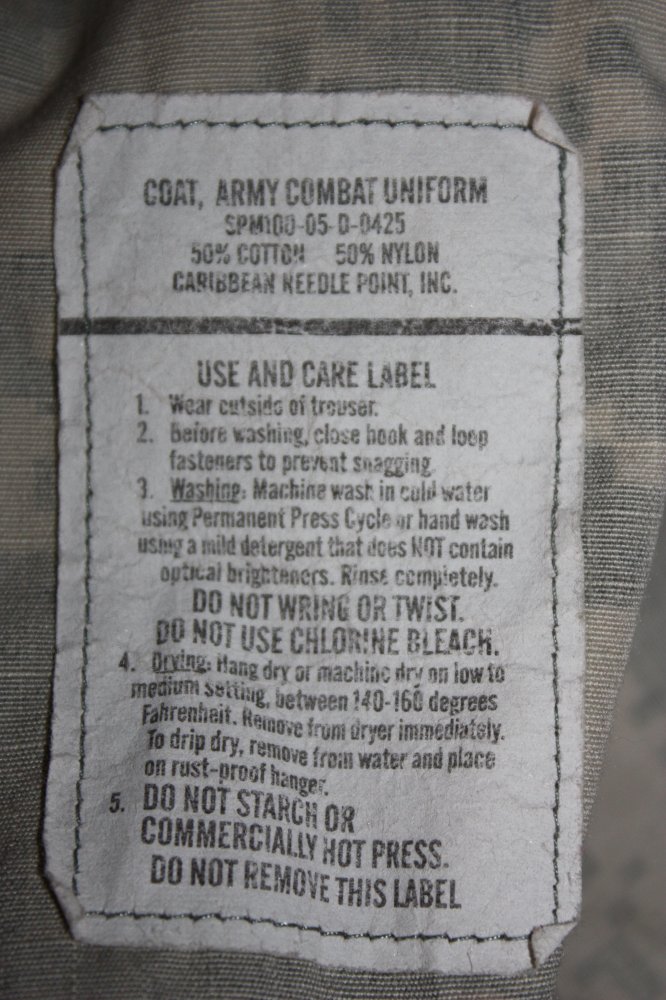 COAT, ARMY COMBAT UNIFORM
SPM100-05-D-0425
50% COTTON 50% NYLON
CARIBBEAN NEEDLE POINT, INC.
USE AND CARE LABEL
1. Wear outside of trouser.
2. Before washing, close hook and loop
fasteners to prevent snagging
3. Washing: Machine wash in cold water
using Permanent Press Cycle or hand wash
using a mild detergent that does NOT contain
optical brighteners. Rinse completely.
DO NOT WRING OR TWIST.
DO NOT USE CHLORINE BLEACH.
4. Drying: Hang dry or machine dry on low to
medium setting, between 140-160 degrees
Fahrenheit. Remove from dryer immediately.
To drip dry, remove from water and place
on rust-proof hanger.
5. DO NOT STARCH OR
COMMERCIALLY HOT PRESS.
DO NOT REMOVE THIS LABEL